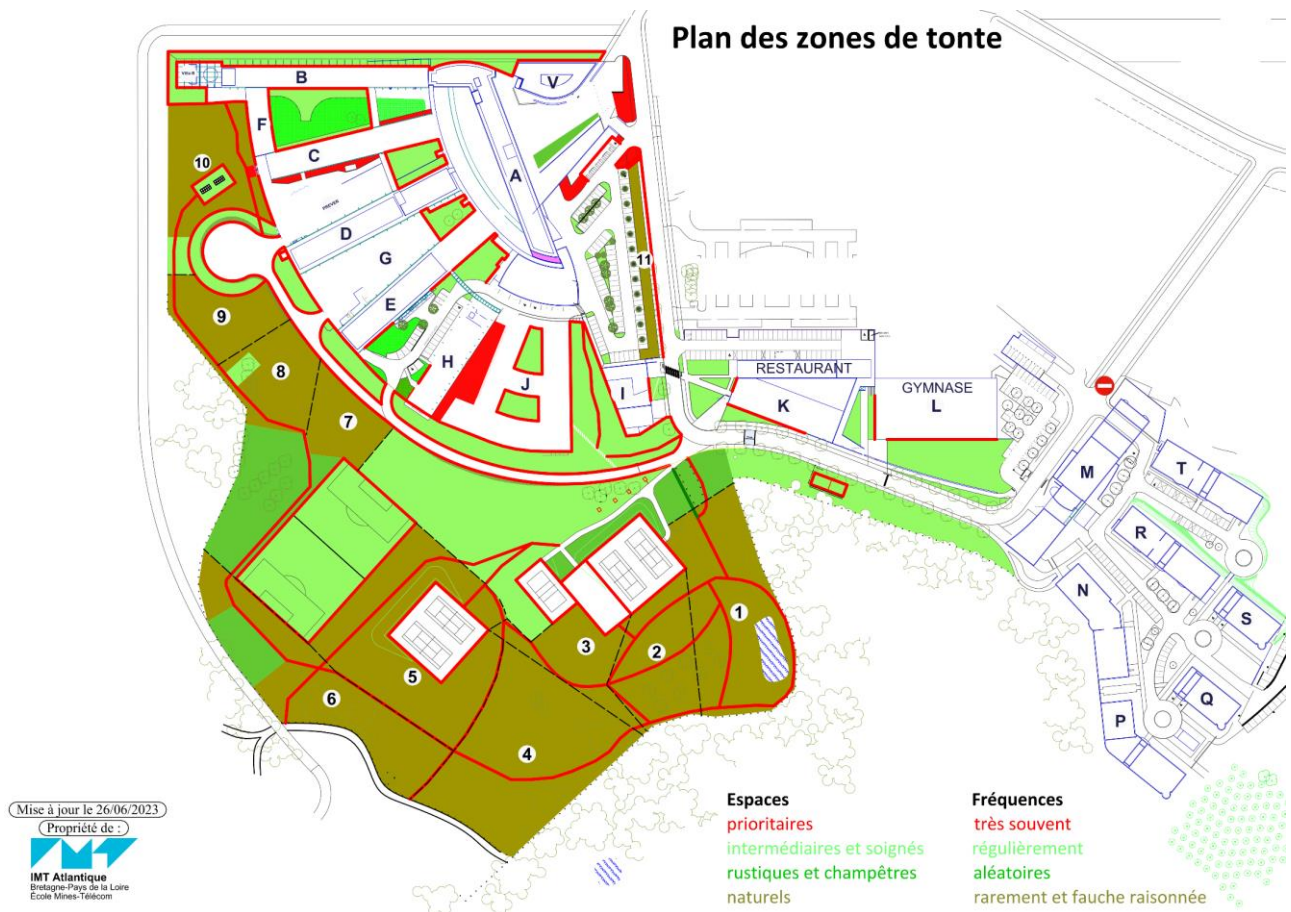 Plan des zones de tonte
B
V
F
C
10
A
D
G
11
E
9
8
H
J
I
7
RESTAURANT
K
GYMNASE
L
M
T
R
N
S
Q
P
1
2
3
5
6
4
Espaces
prioritaires
intermédiaires et soignés
rustiques et champêtres
naturels
Fréquences
très souvent
régulièrement
aléatoires
rarement et fauche raisonnée
Mise à jour le 26/06/2023
Propriété de :
IMT Atlantique
Bretagne-Pays de la Loire
École Mines-Télécom